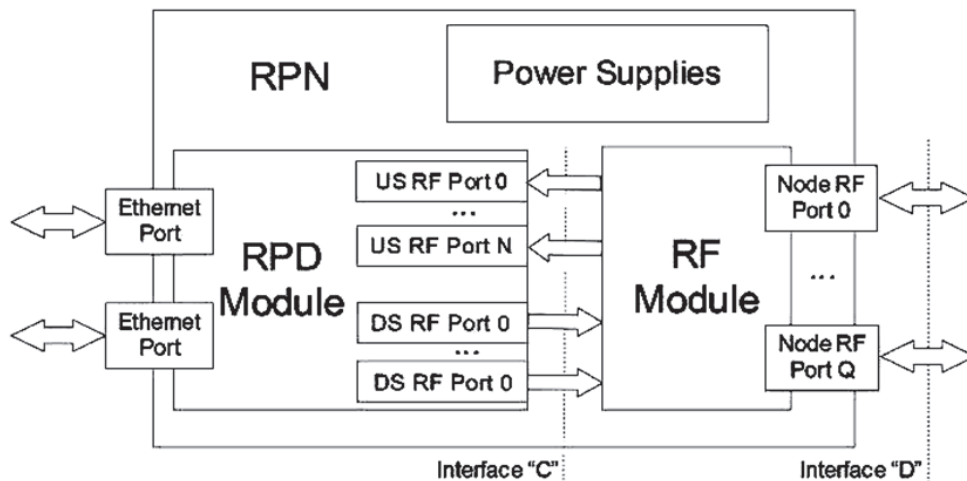 RPN
Power Supplies
US RF Port 0
...
US RF Port N
DS RF Port 0
...
DS RF Port 0
Ethernet
Port
Ethernet
Port
RPD
Module
RF
Module
Node RF
Port 0
...
Node RF
Port Q
Interface "C"
Interface "D"